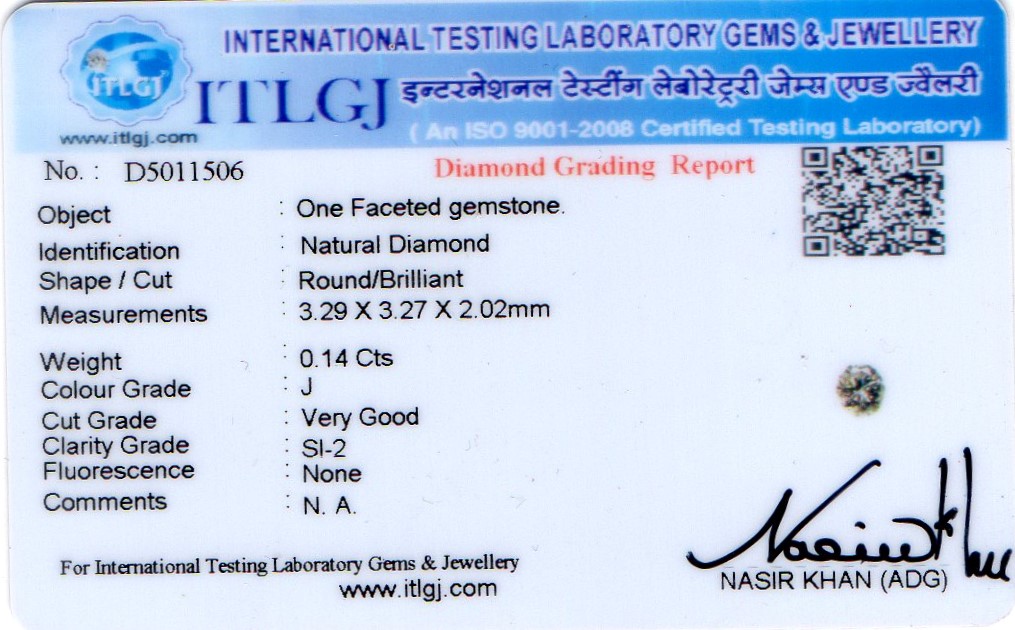 INTERNATIONAL TESTING LABORATORY GEMS & JEWELLERY
ITLGJ
ITLGJ
इन्टरनेशनल टेस्टींग लेबोरेट्री जेम्स एण्ड ज्वैलरी
www.itlgj.com
(An ISO 9001-2008 Certified Testing Laboratory)
No. : D5011506
Diamond Grading Report
Object : One Faceted gemstone.
Identification : Natural Diamond
Shape / Cut : Round/Brilliant
Measurements : 3.29 X 3.27 X 2.02mm
Weight : 0.14 Cts
Colour Grade : J
Cut Grade : Very Good
Clarity Grade : SI-2
Fluorescence : None
Comments : N. A.
For International Testing Laboratory Gems & Jewellery
www.itlgj.com
NASIR KHAN (ADG)